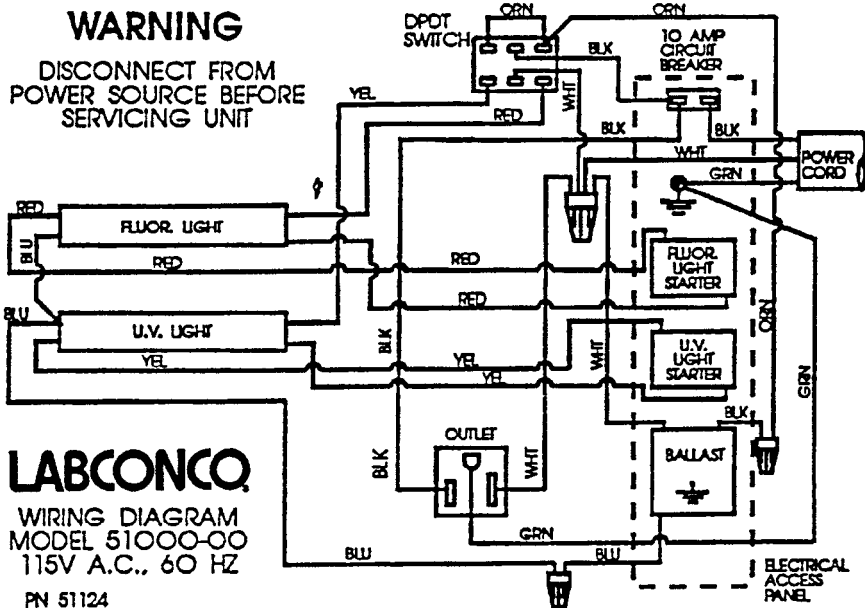 WARNING
DISCONNECT FROM
POWER SOURCE BEFORE
SERVICING UNIT
DPDT
SWITCH
ORN
ORN
BLK
10 AMP
CIRCUIT
BREAKER
YEL
RED
WHT
BLK
BLK
WHT
GRN
POWER
CORD
RED
FLUOR. LIGHT
BLU
RED
RED
FLUOR.
LIGHT
STARTER
RED
BLU
U.V. LIGHT
YEL
YEL
YEL
BLK
WHT
U.V.
LIGHT
STARTER
ORN
GRN
BLK
OUTLET
BLK
WHT
BALLAST
GRN
BLU
BLU
ELECTRICAL
ACCESS
PANEL
LABCONCO
WIRING DIAGRAM
MODEL 51000-00
115V A.C., 60 HZ
PN 51124